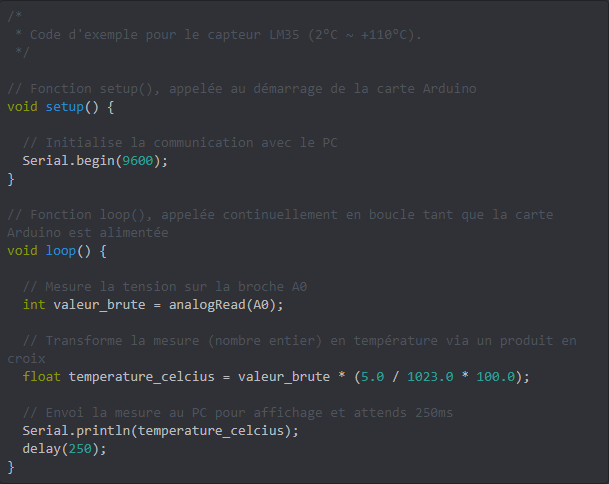 /*
 * Code d'exemple pour le capteur LM35 (2°C ~ +110°C).
 */
// Fonction setup(), appelée au démarrage de la carte Arduino
void setup() {
  // Initialise la communication avec le PC
  Serial.begin(9600);
}
// Fonction loop(), appelée continuellement en boucle tant que la carte
Arduino est alimentée
void loop() {
  // Mesure la tension sur la broche A0
  int valeur_brute = analogRead(A0);
  // Transforme la mesure (nombre entier) en température via un produit en
croix
  float temperature_celcius = valeur_brute * (5.0 / 1023.0 * 100.0);
  // Envoi la mesure au PC pour affichage et attends 250ms
  Serial.println(temperature_celcius);
  delay(250);
}